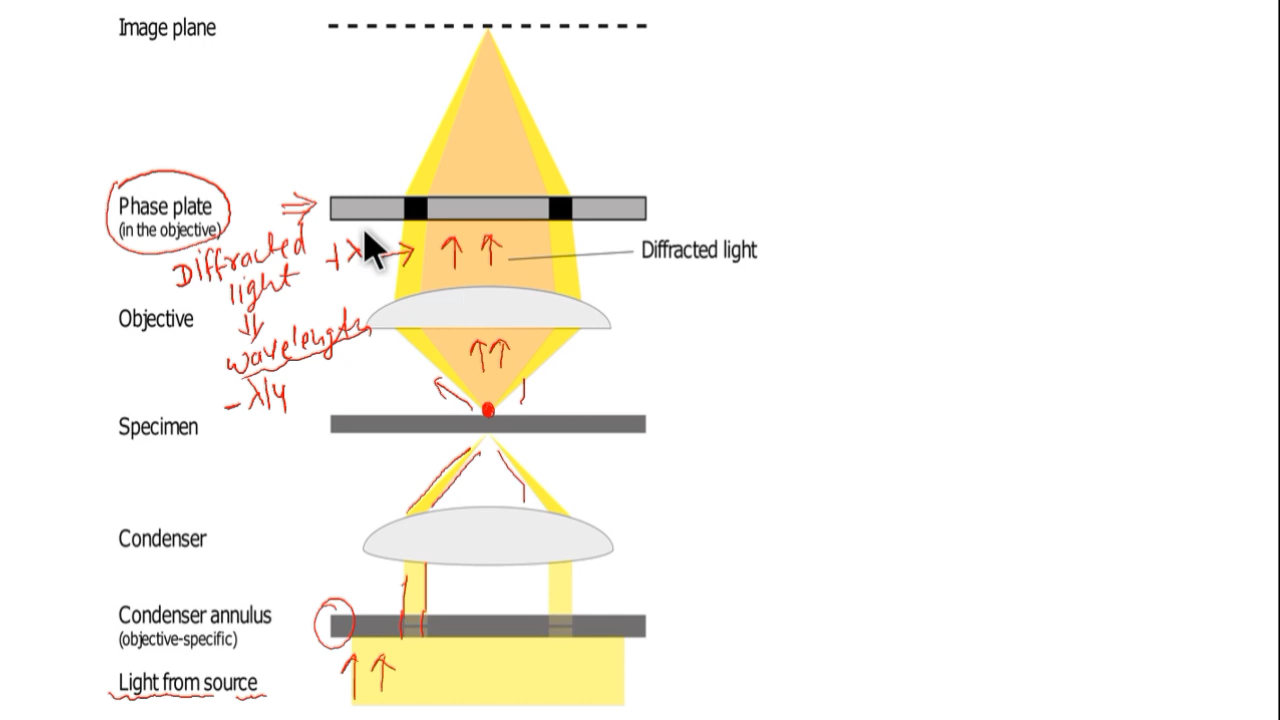 Image plane
Phase plate
(in the objective)
Diffracted
light
wavelength
- λ/4
+ λ
Diffracted light
Objective
Specimen
Condenser
Condenser annulus
(objective-specific)
Light from source